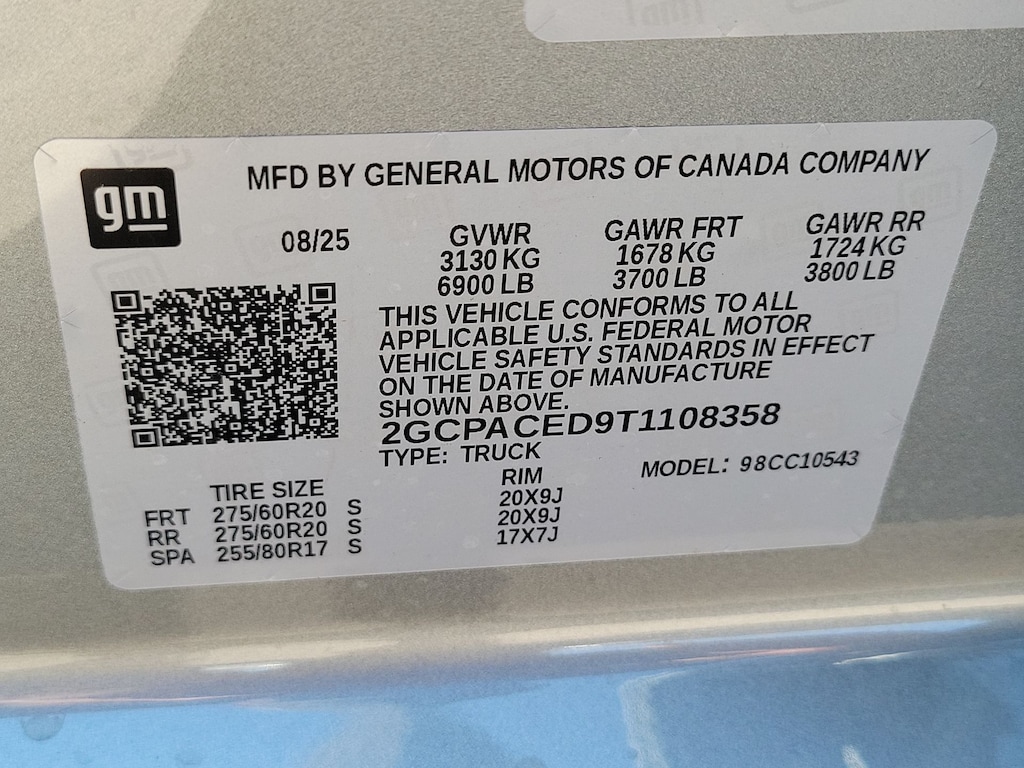 gm
MFD BY GENERAL MOTORS OF CANADA COMPANY
08/25
GVWR GAWR FRT GAWR RR
3130 KG 1678 KG 1724 KG
6900 LB 3700 LB 3800 LB
THIS VEHICLE CONFORMS TO ALL
APPLICABLE U.S. FEDERAL MOTOR
VEHICLE SAFETY STANDARDS IN EFFECT
ON THE DATE OF MANUFACTURE
SHOWN ABOVE.
2GCPACED9T1108358
TYPE: TRUCK
MODEL: 98CC10543
TIRE SIZE RIM
FRT 275/60R20 S 20X9J
RR 275/60R20 S 20X9J
SPA 255/80R17 S 17X7J